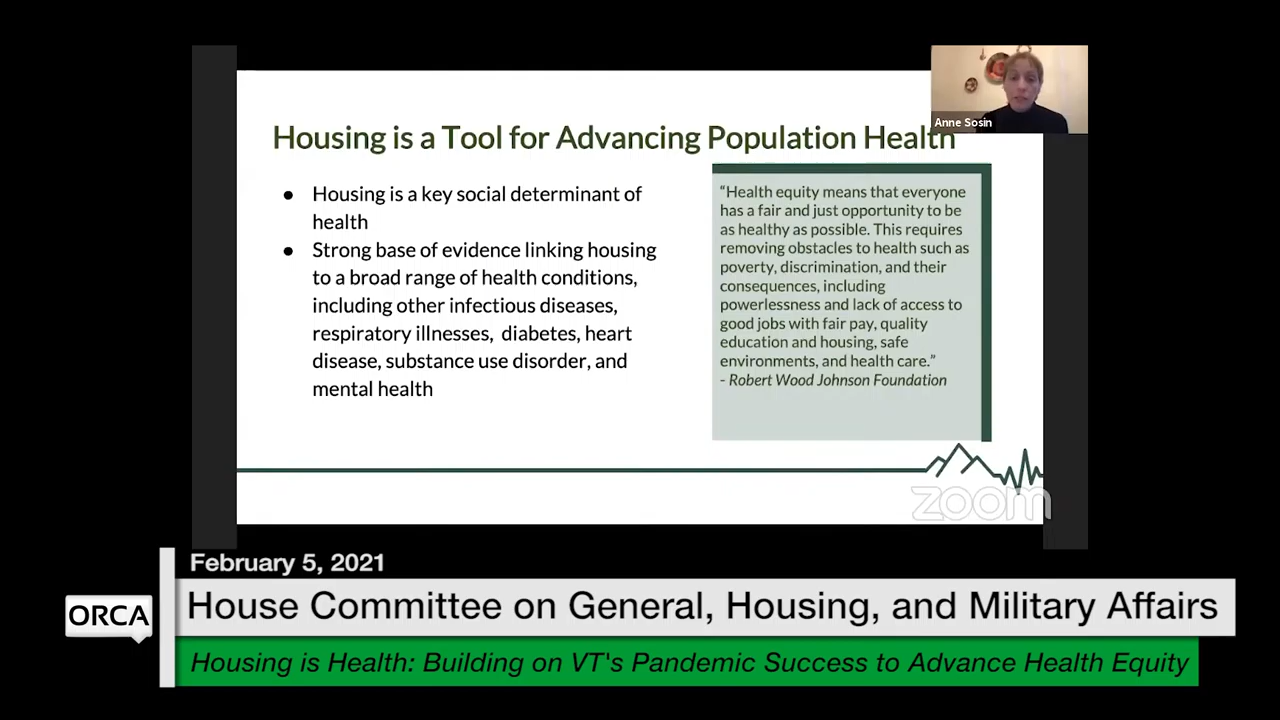 Anne Sosin
Housing is a Tool for Advancing Population Health
● Housing is a key social determinant of
health
● Strong base of evidence linking housing
to a broad range of health conditions,
including other infectious diseases,
respiratory illnesses, diabetes, heart
disease, substance use disorder, and
mental health
“Health equity means that everyone
has a fair and just opportunity to be
as healthy as possible. This requires
removing obstacles to health such as
poverty, discrimination, and their
consequences, including
powerlessness and lack of access to
good jobs with fair pay, quality
education and housing, safe
environments, and health care.”
- Robert Wood Johnson Foundation
zoom
February 5, 2021
ORCA
House Committee on General, Housing, and Military Affairs
Housing is Health: Building on VT's Pandemic Success to Advance Health Equity